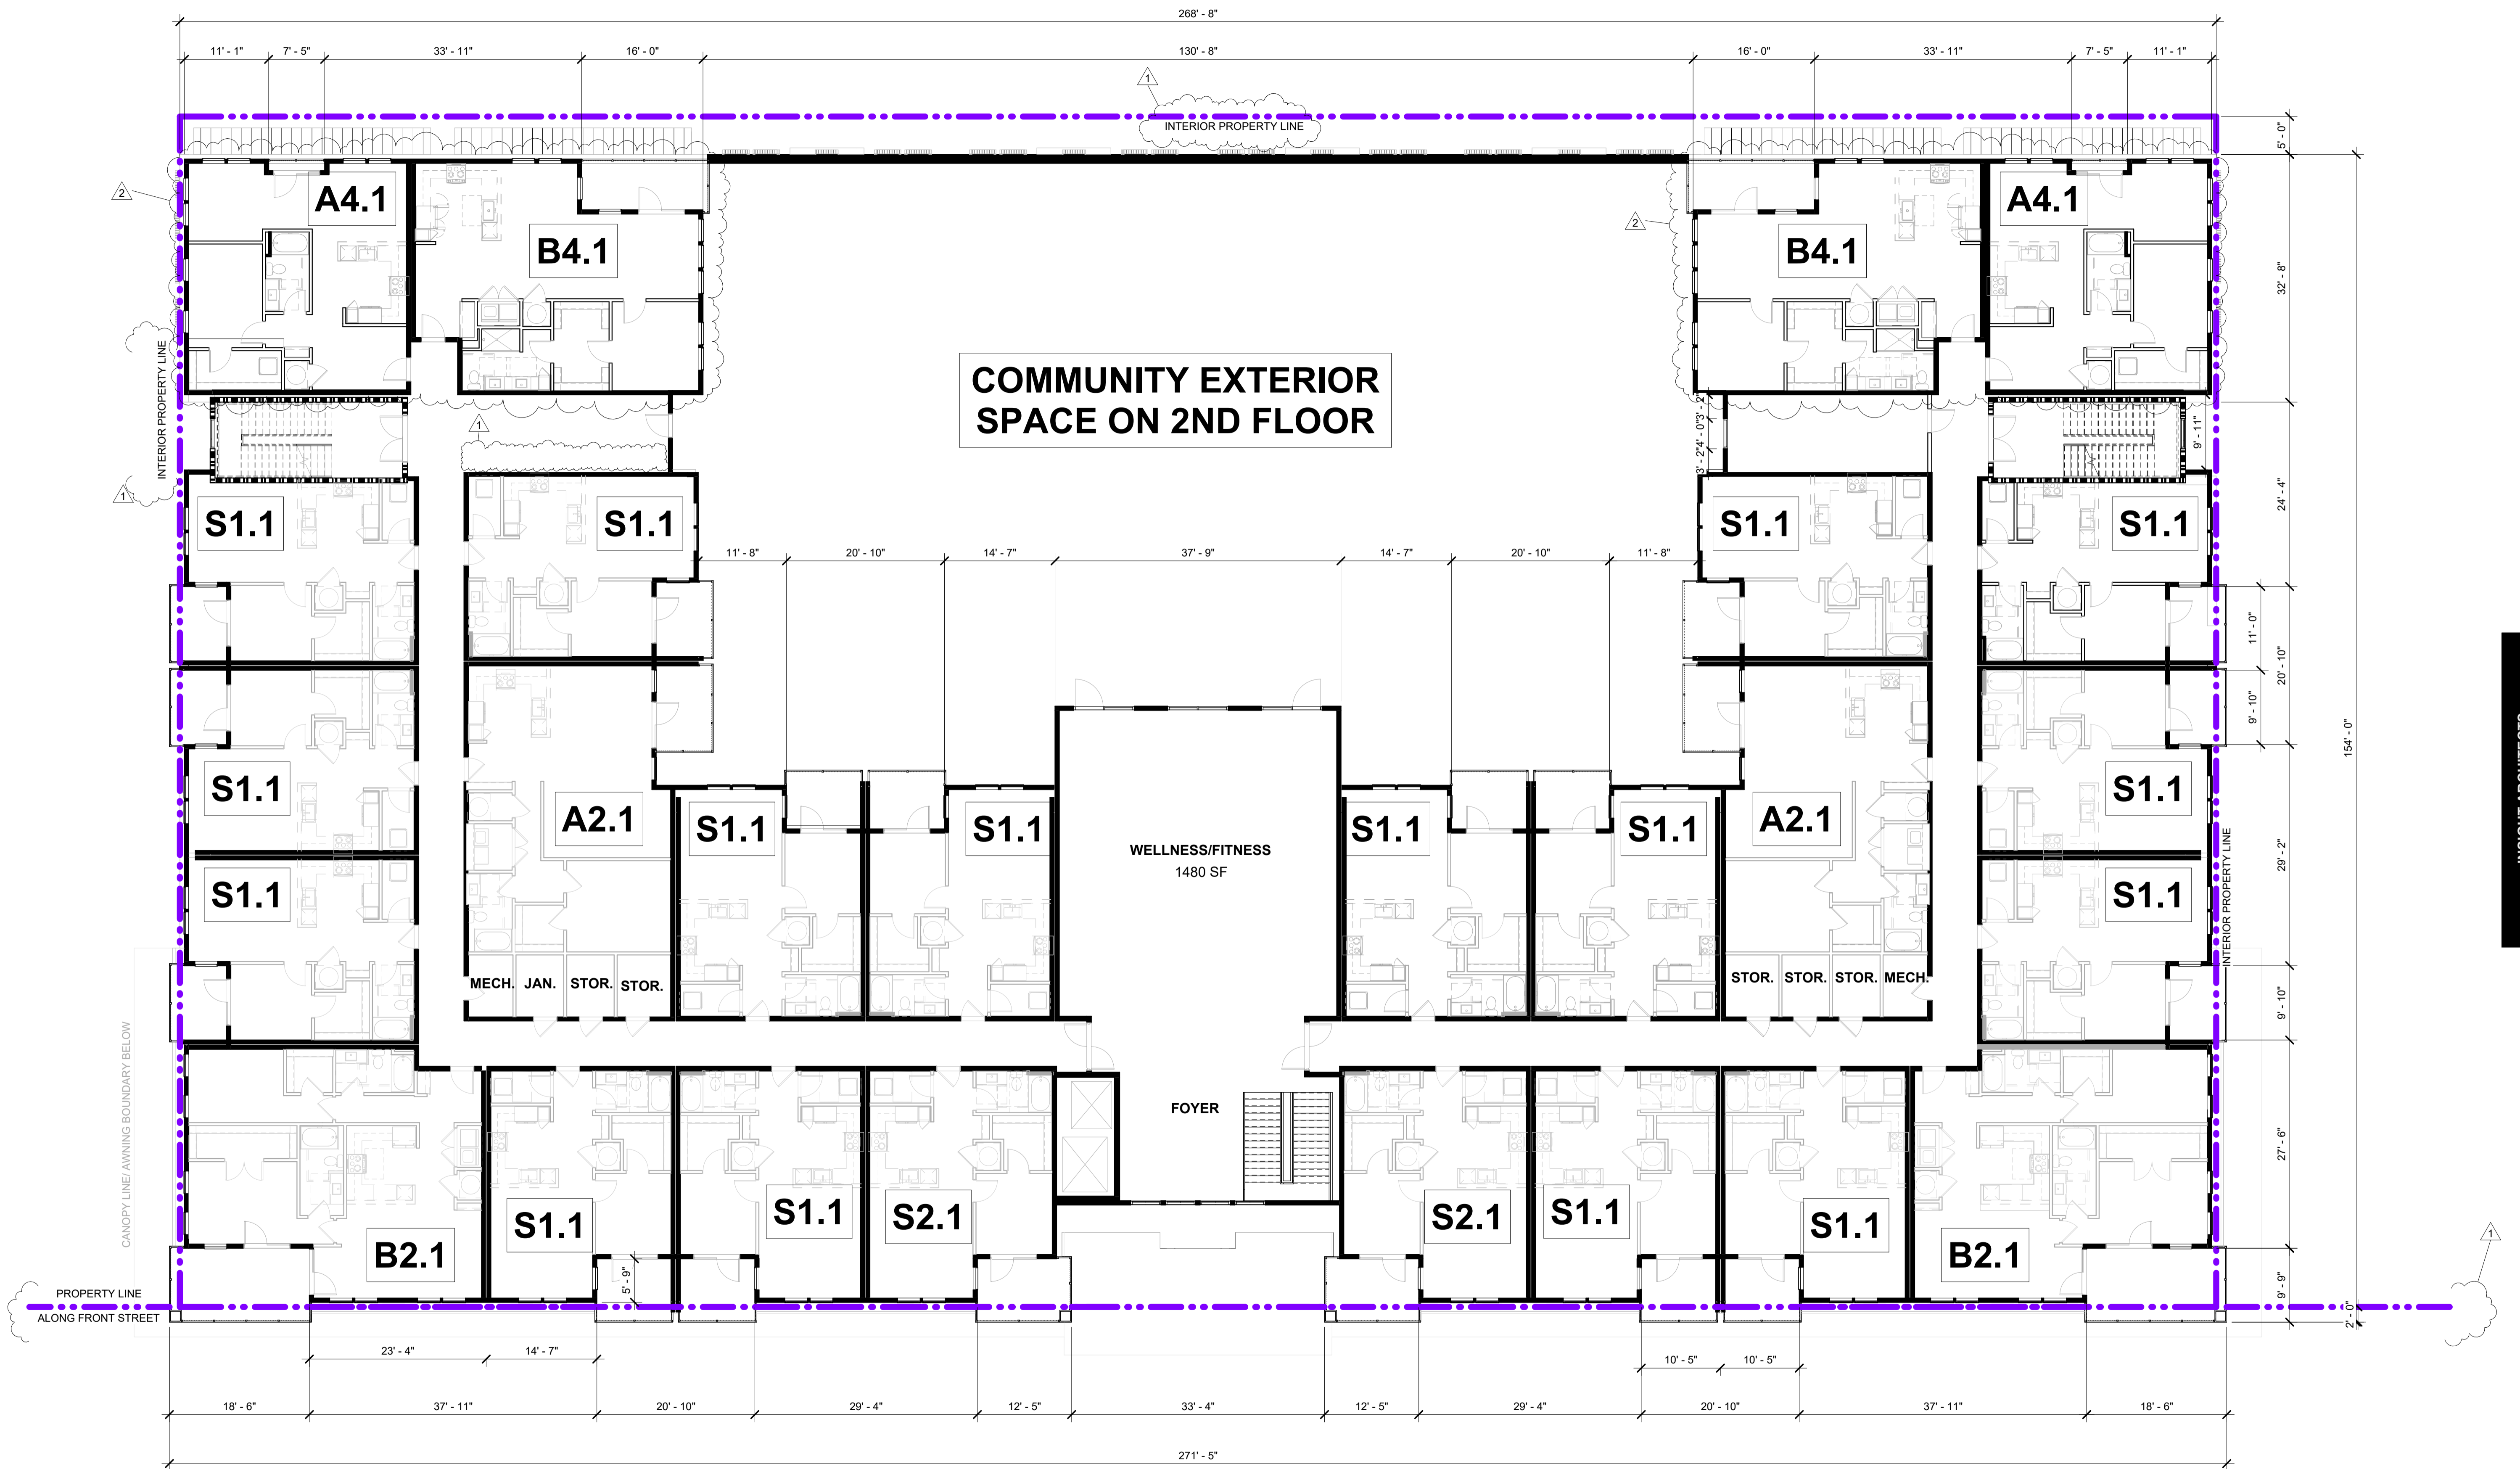 268' - 8"
11' - 1"
7' - 5"
33' - 11"
16' - 0"
130' - 8"
16' - 0"
33' - 11"
7' - 5"
11' - 1"
1
INTERIOR PROPERTY LINE
5' - 0"
2
A4.1
B4.1
2
B4.1
A4.1
32' - 8"
INTERIOR PROPERTY LINE
COMMUNITY EXTERIOR
SPACE ON 2ND FLOOR
1
3' - 2"
4' - 0"
3' - 2"
9' - 11"
1
S1.1
S1.1
S1.1
S1.1
24' - 4"
11' - 8"
20' - 10"
14' - 7"
37' - 9"
14' - 7"
20' - 10"
11' - 8"
11' - 0"
20' - 10"
9' - 10"
154' - 0"
S1.1
A2.1
S1.1
S1.1
WELLNESS/FITNESS
1480 SF
S1.1
S1.1
A2.1
S1.1
29' - 2"
S1.1
S1.1
INTERIOR PROPERTY LINE
MECH.
JAN.
STOR.
STOR.
STOR.
STOR.
STOR.
MECH.
9' - 10"
CANOPY LINE/ AWNING BOUNDARY BELOW
FOYER
27' - 6"
B2.1
S1.1
S1.1
S2.1
S2.1
S1.1
S1.1
B2.1
1
5' - 9"
9' - 9"
2' - 0"
PROPERTY LINE
ALONG FRONT STREET
23' - 4"
14' - 7"
10' - 5"
10' - 5"
18' - 6"
37' - 11"
20' - 10"
29' - 4"
12' - 5"
33' - 4"
12' - 5"
29' - 4"
20' - 10"
37' - 11"
18' - 6"
271' - 5"